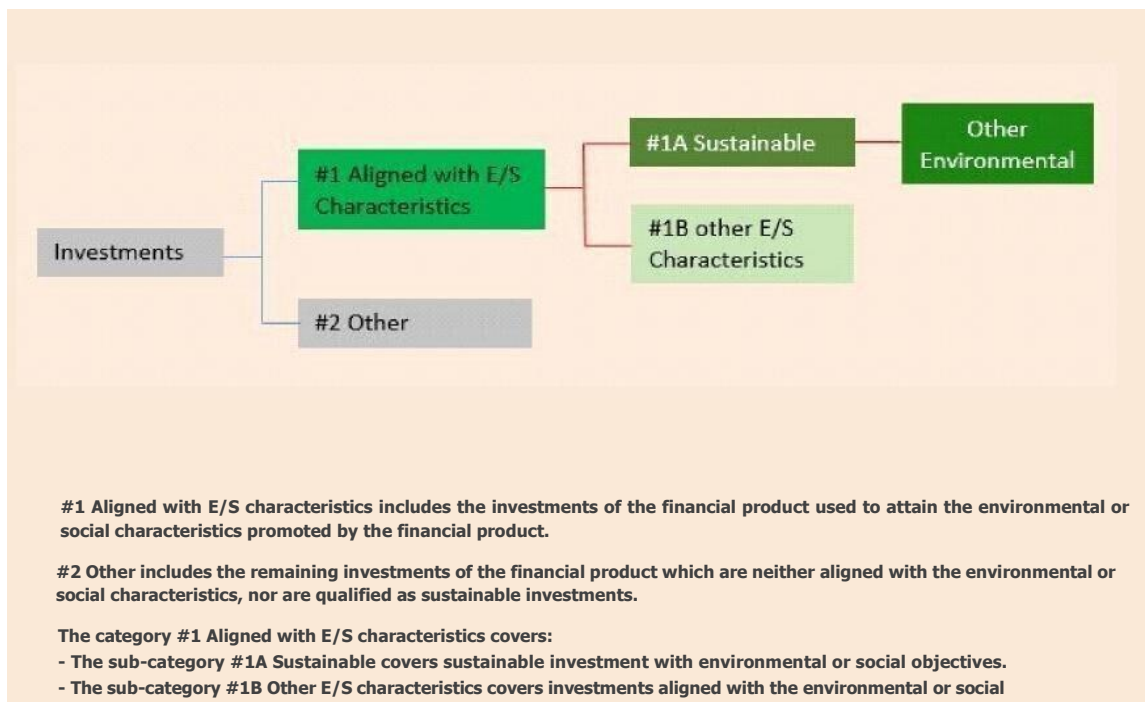 Investments
#1 Aligned with E/S
Characteristics
#2 Other
#1A Sustainable
#1B other E/S
Characteristics
Other
Environmental
#1 Aligned with E/S characteristics includes the investments of the financial product used to attain the environmental or
social characteristics promoted by the financial product.
#2 Other includes the remaining investments of the financial product which are neither aligned with the environmental or
social characteristics, nor are qualified as sustainable investments.
The category #1 Aligned with E/S characteristics covers:
- The sub-category #1A Sustainable covers sustainable investment with environmental or social objectives.
- The sub-category #1B Other E/S characteristics covers investments aligned with the environmental or social